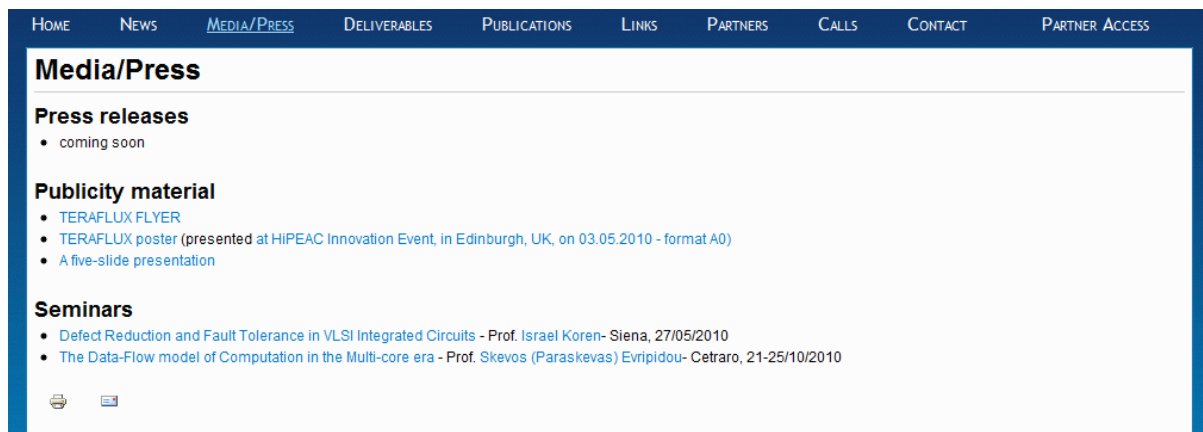 Home News Media/Press Deliverables Publications Links Partners Calls Contact Partner Access
Media/Press
Press releases
• coming soon
Publicity material
• TERAFLUX FLYER
• TERAFLUX poster (presented at HiPEAC Innovation Event, in Edinburgh, UK, on 03.05.2010 - format A0)
• A five-slide presentation
Seminars
• Defect Reduction and Fault Tolerance in VLSI Integrated Circuits - Prof. Israel Koren- Siena, 27/05/2010
• The Data-Flow model of Computation in the Multi-core era - Prof. Skevos (Paraskevas) Evripidou- Cetraro, 21-25/10/2010